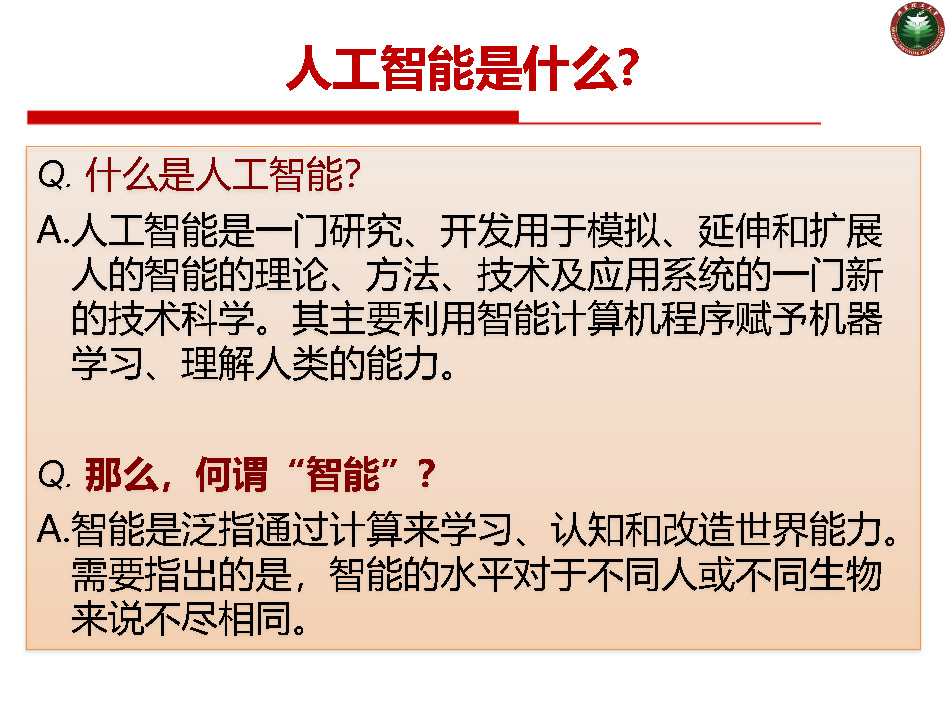 人工智能是什么?
Q. 什么是人工智能?
A.人工智能是一门研究、开发用于模拟、延伸和扩展
人的智能的理论、方法、技术及应用系统的一门新
的技术科学。其主要利用智能计算机程序赋予机器
学习、理解人类的能力。
Q. 那么，何谓“智能”？
A.智能是泛指通过计算来学习、认知和改造世界能力。
需要指出的是，智能的水平对于不同人或不同生物
来说不尽相同。